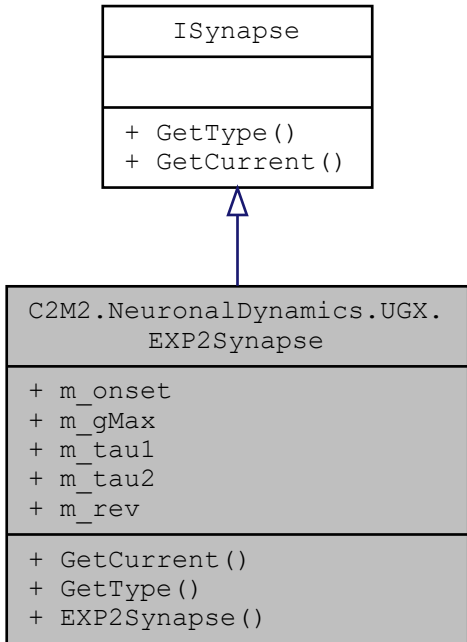 ISynapse
+ GetType()
+ GetCurrent()
C2M2.NeuronalDynamics.UGX.
EXP2Synapse
+ m_onset
+ m_gMax
+ m_tau1
+ m_tau2
+ m_rev
+ GetCurrent()
+ GetType()
+ EXP2Synapse()